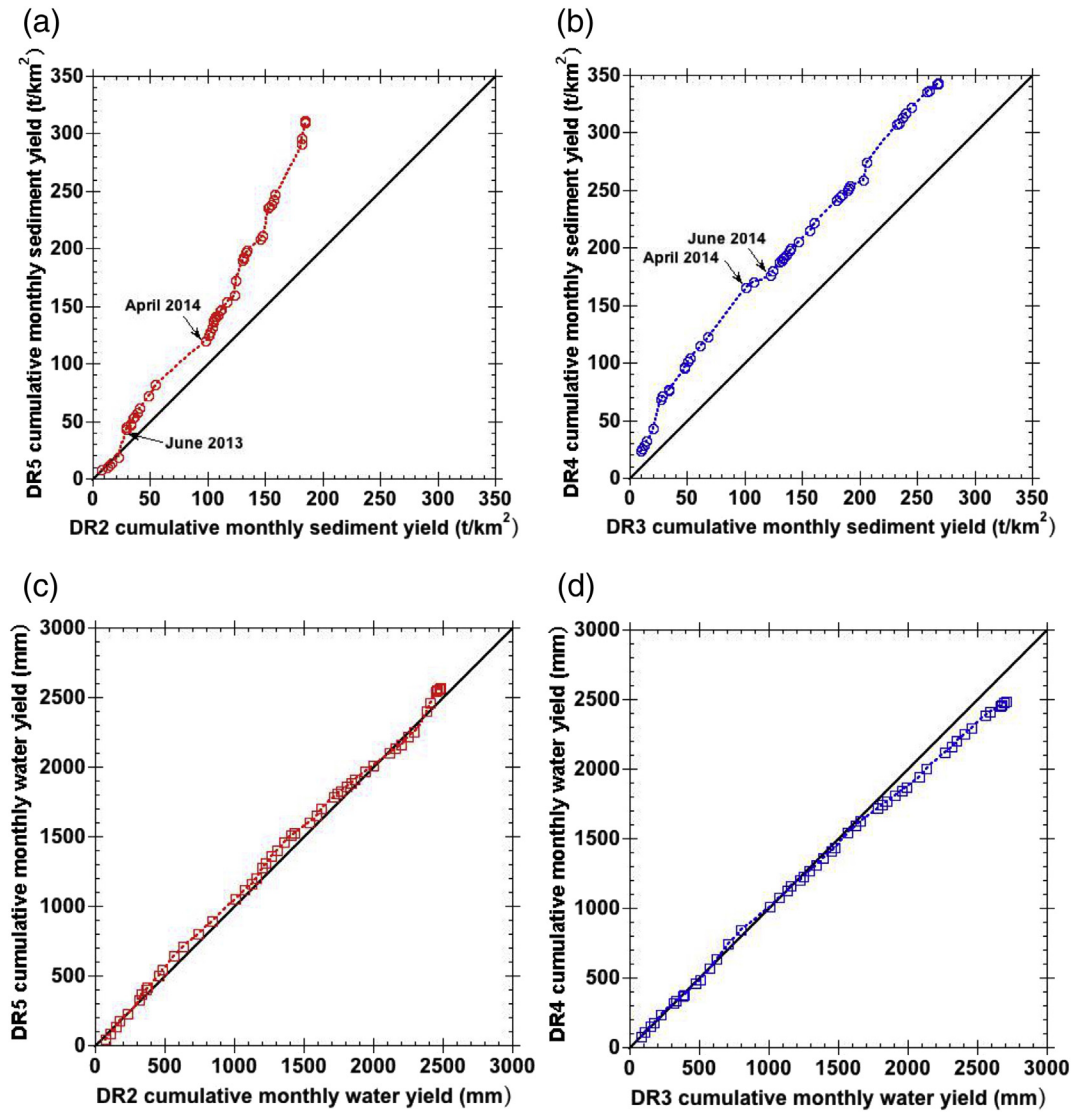 (a)
DR5 cumulative monthly sediment yield (t/km²)
350
300
250
200
150
100
50
0
April 2014
June 2013
0 50 100 150 200 250 300 350
DR2 cumulative monthly sediment yield (t/km²)
(b)
DR4 cumulative monthly sediment yield (t/km²)
350
300
250
200
150
100
50
0
June 2014
April 2014
0 50 100 150 200 250 300 350
DR3 cumulative monthly sediment yield (t/km²)
(c)
DR5 cumulative monthly water yield (mm)
3000
2500
2000
1500
1000
500
0
0 500 1000 1500 2000 2500 3000
DR2 cumulative monthly water yield (mm)
(d)
DR4 cumulative monthly water yield (mm)
3000
2500
2000
1500
1000
500
0
0 500 1000 1500 2000 2500 3000
DR3 cumulative monthly water yield (mm)